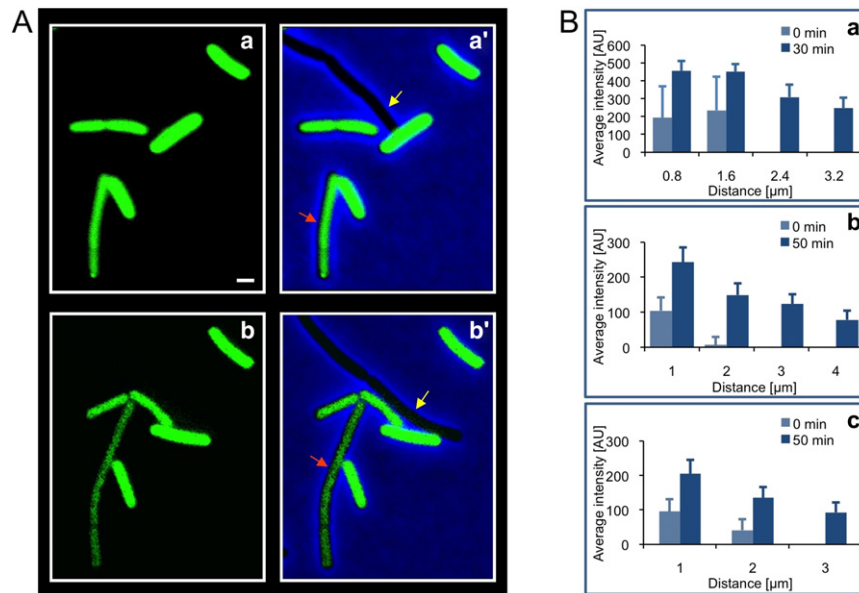 A
a
a'
b
b'
B
a
0 min
30 min
Average intensity [AU]
600
500
400
300
200
100
0
0.8 1.6 2.4 3.2
Distance [µm]
b
0 min
50 min
Average intensity [AU]
300
200
100
0
1 2 3 4
Distance [µm]
c
0 min
50 min
Average intensity [AU]
300
200
100
0
1 2 3
Distance [µm]